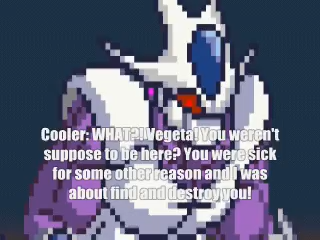 Cooler: WHAT?! Vegeta! You weren't
suppose to be here? You were sick
for some other reason and I was
about find and destroy you!